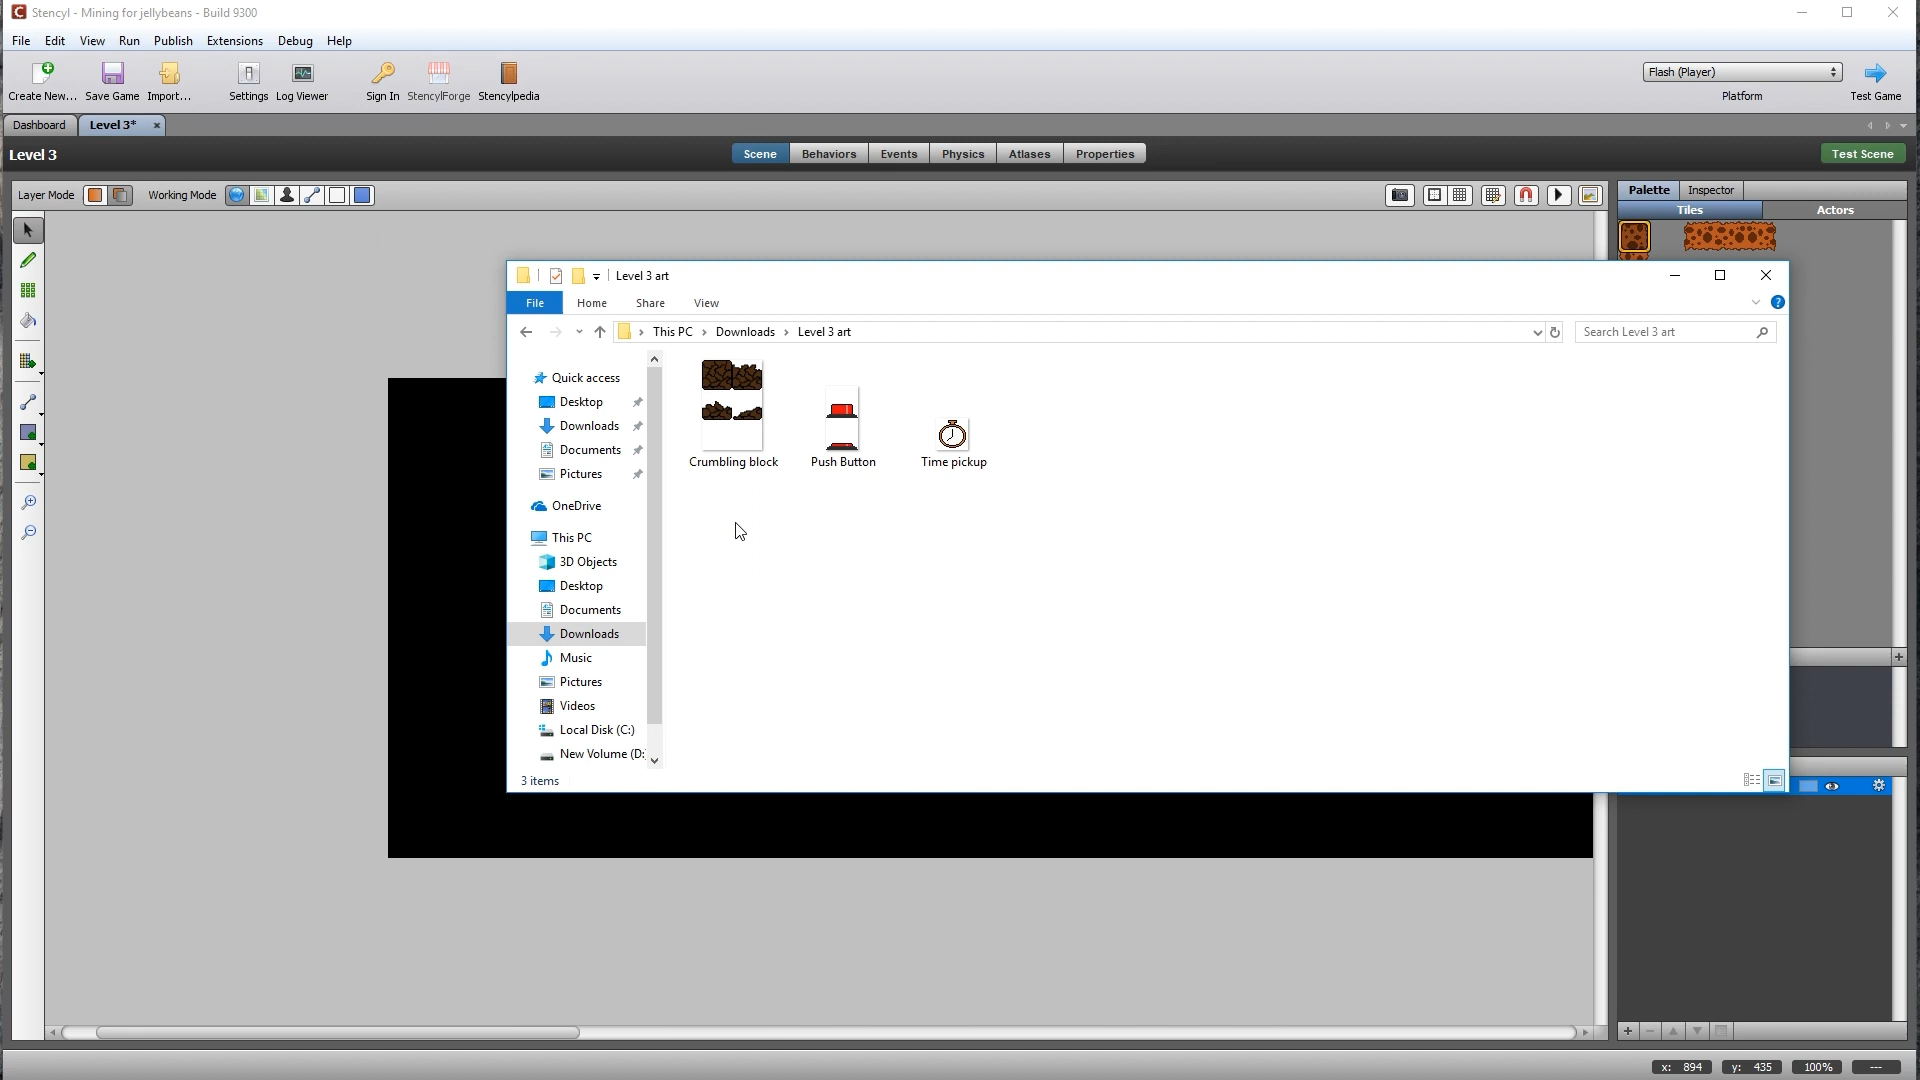 Stencyl - Mining for jellybeans - Build 9300
File Edit View Run Publish Extensions Debug Help
Create New... Save Game Import... Settings Log Viewer Sign In StencylForge Stencylpedia
Flash (Player)
Platform Test Game
Dashboard Level 3*
Level 3
Scene Behaviors Events Physics Atlases Properties
Test Scene
Layer Mode Working Mode
Palette Inspector
Tiles Actors
Level 3 art
File Home Share View
This PC Downloads Level 3 art
Search Level 3 art
Quick access
Desktop
Downloads
Documents
Pictures
OneDrive
This PC
3D Objects
Desktop
Documents
Downloads
Music
Pictures
Videos
Local Disk (C:)
New Volume (D:
Crumbling block Push Button Time pickup
3 items
x: 894 y: 435 100% ---